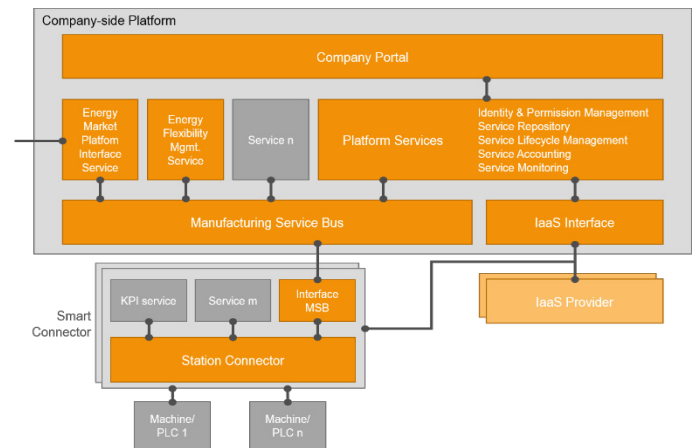 Company-side Platform
Company Portal
Energy
Market
Platfom
Interface
Service
Energy
Flexibility
Mgmt.
Service
Service n
Platform Services
Identity & Permission Management
Service Repository
Service Lifecycle Management
Service Accounting
Service Monitoring
Manufacturing Service Bus
IaaS Interface
Smart
Connector
KPI service
Service m
Interface
MSB
IaaS Provider
Station Connector
Machine/
PLC 1
Machine/
PLC n